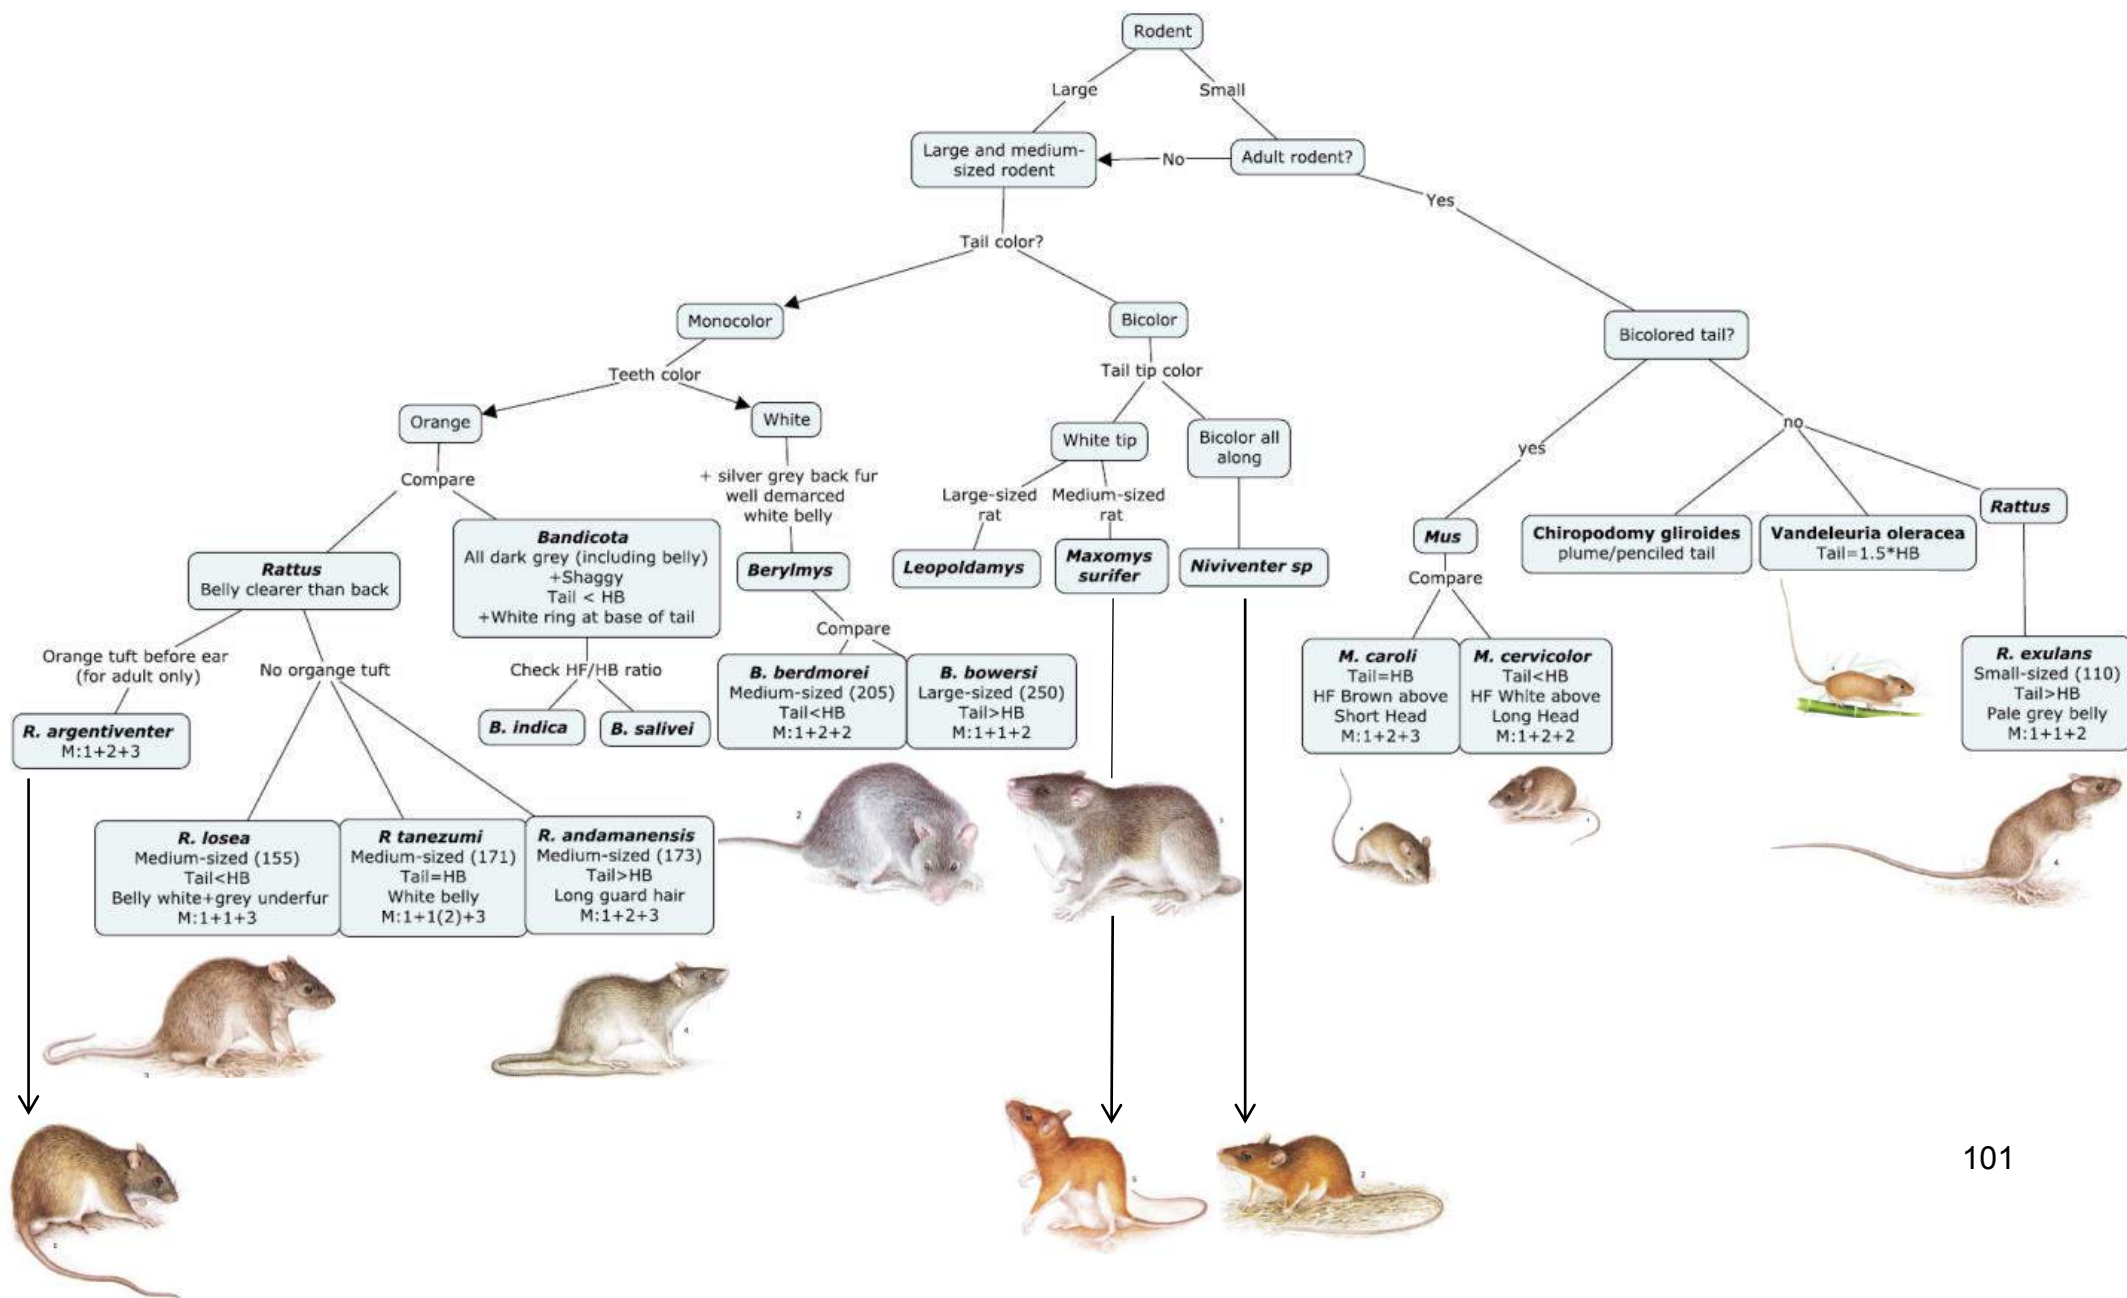 Rodent
Large
Small
Large and medium-
sized rodent
No
Adult rodent?
Yes
Tail color?
Monocolor
Bicolor
Bicolored tail?
Teeth color
Tail tip color
Orange
White
White tip
Bicolor all
along
yes
no
Compare
+ silver grey back fur
well demarced
white belly
Large-sized
rat
Medium-sized
rat
Rattus
Belly clearer than back
Bandicota
All dark grey (including belly)
+Shaggy
Tail < HB
+White ring at base of tail
Berylmys
Leopoldamys
Maxomys
surifer
Niviventer sp
Mus
Chiropodomy gliroides
plume/penciled tail
Vandeleuria oleracea
Tail=1.5*HB
Rattus
Orange tuft before ear
(for adult only)
No organge tuft
Check HF/HB ratio
Compare
Compare
R. argentiventer
M:1+2+3
B. indica
B. salivei
B. berdmorei
Medium-sized (205)
Tail<HB
M:1+2+2
B. bowersi
Large-sized (250)
Tail>HB
M:1+1+2
M. caroli
Tail=HB
HF Brown above
Short Head
M:1+2+3
M. cervicolor
Tail<HB
HF White above
Long Head
M:1+2+2
R. exulans
Small-sized (110)
Tail>HB
Pale grey belly
M:1+1+2
R. losea
Medium-sized (155)
Tail<HB
Belly white+grey underfur
M:1+1+3
R tanezumi
Medium-sized (171)
Tail=HB
White belly
M:1+1(2)+3
R. andamanensis
Medium-sized (173)
Tail>HB
Long guard hair
M:1+2+3
2
4
4
2
101